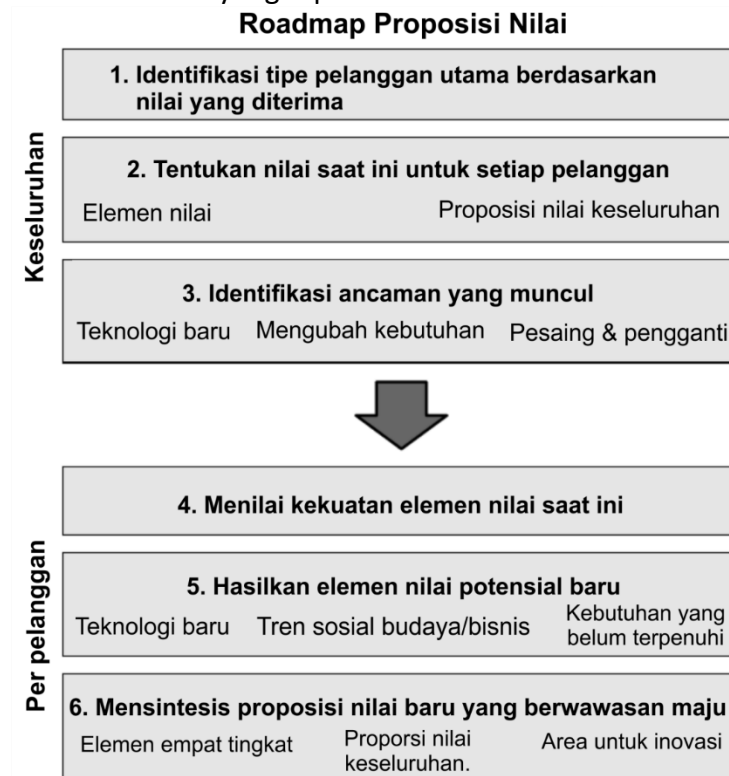 Roadmap Proposisi Nilai
Keseluruhan
1. Identifikasi tipe pelanggan utama berdasarkan
nilai yang diterima
2. Tentukan nilai saat ini untuk setiap pelanggan
Elemen nilai Proposisi nilai keseluruhan
3. Identifikasi ancaman yang muncul
Teknologi baru Mengubah kebutuhan Pesaing & pengganti
Per pelanggan
4. Menilai kekuatan elemen nilai saat ini
5. Hasilkan elemen nilai potensial baru
Teknologi baru Tren sosial budaya/bisnis Kebutuhan yang
belum terpenuhi
6. Mensintesis proposisi nilai baru yang berwawasan maju
Elemen empat tingkat Proporsi nilai
keseluruhan. Area untuk inovasi